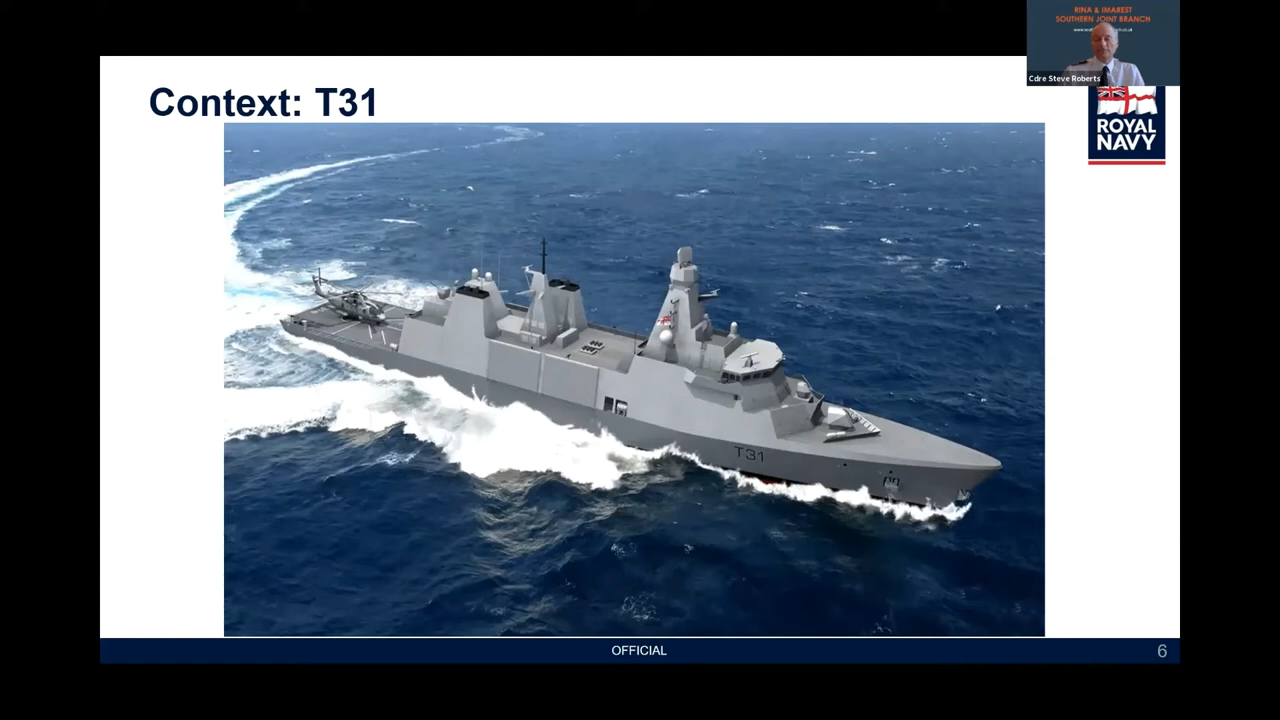 RINA & IMAREST
SOUTHERN JOINT BRANCH
Cdre Steve Roberts
Context: T31
ROYAL
NAVY
T31
OFFICIAL
6